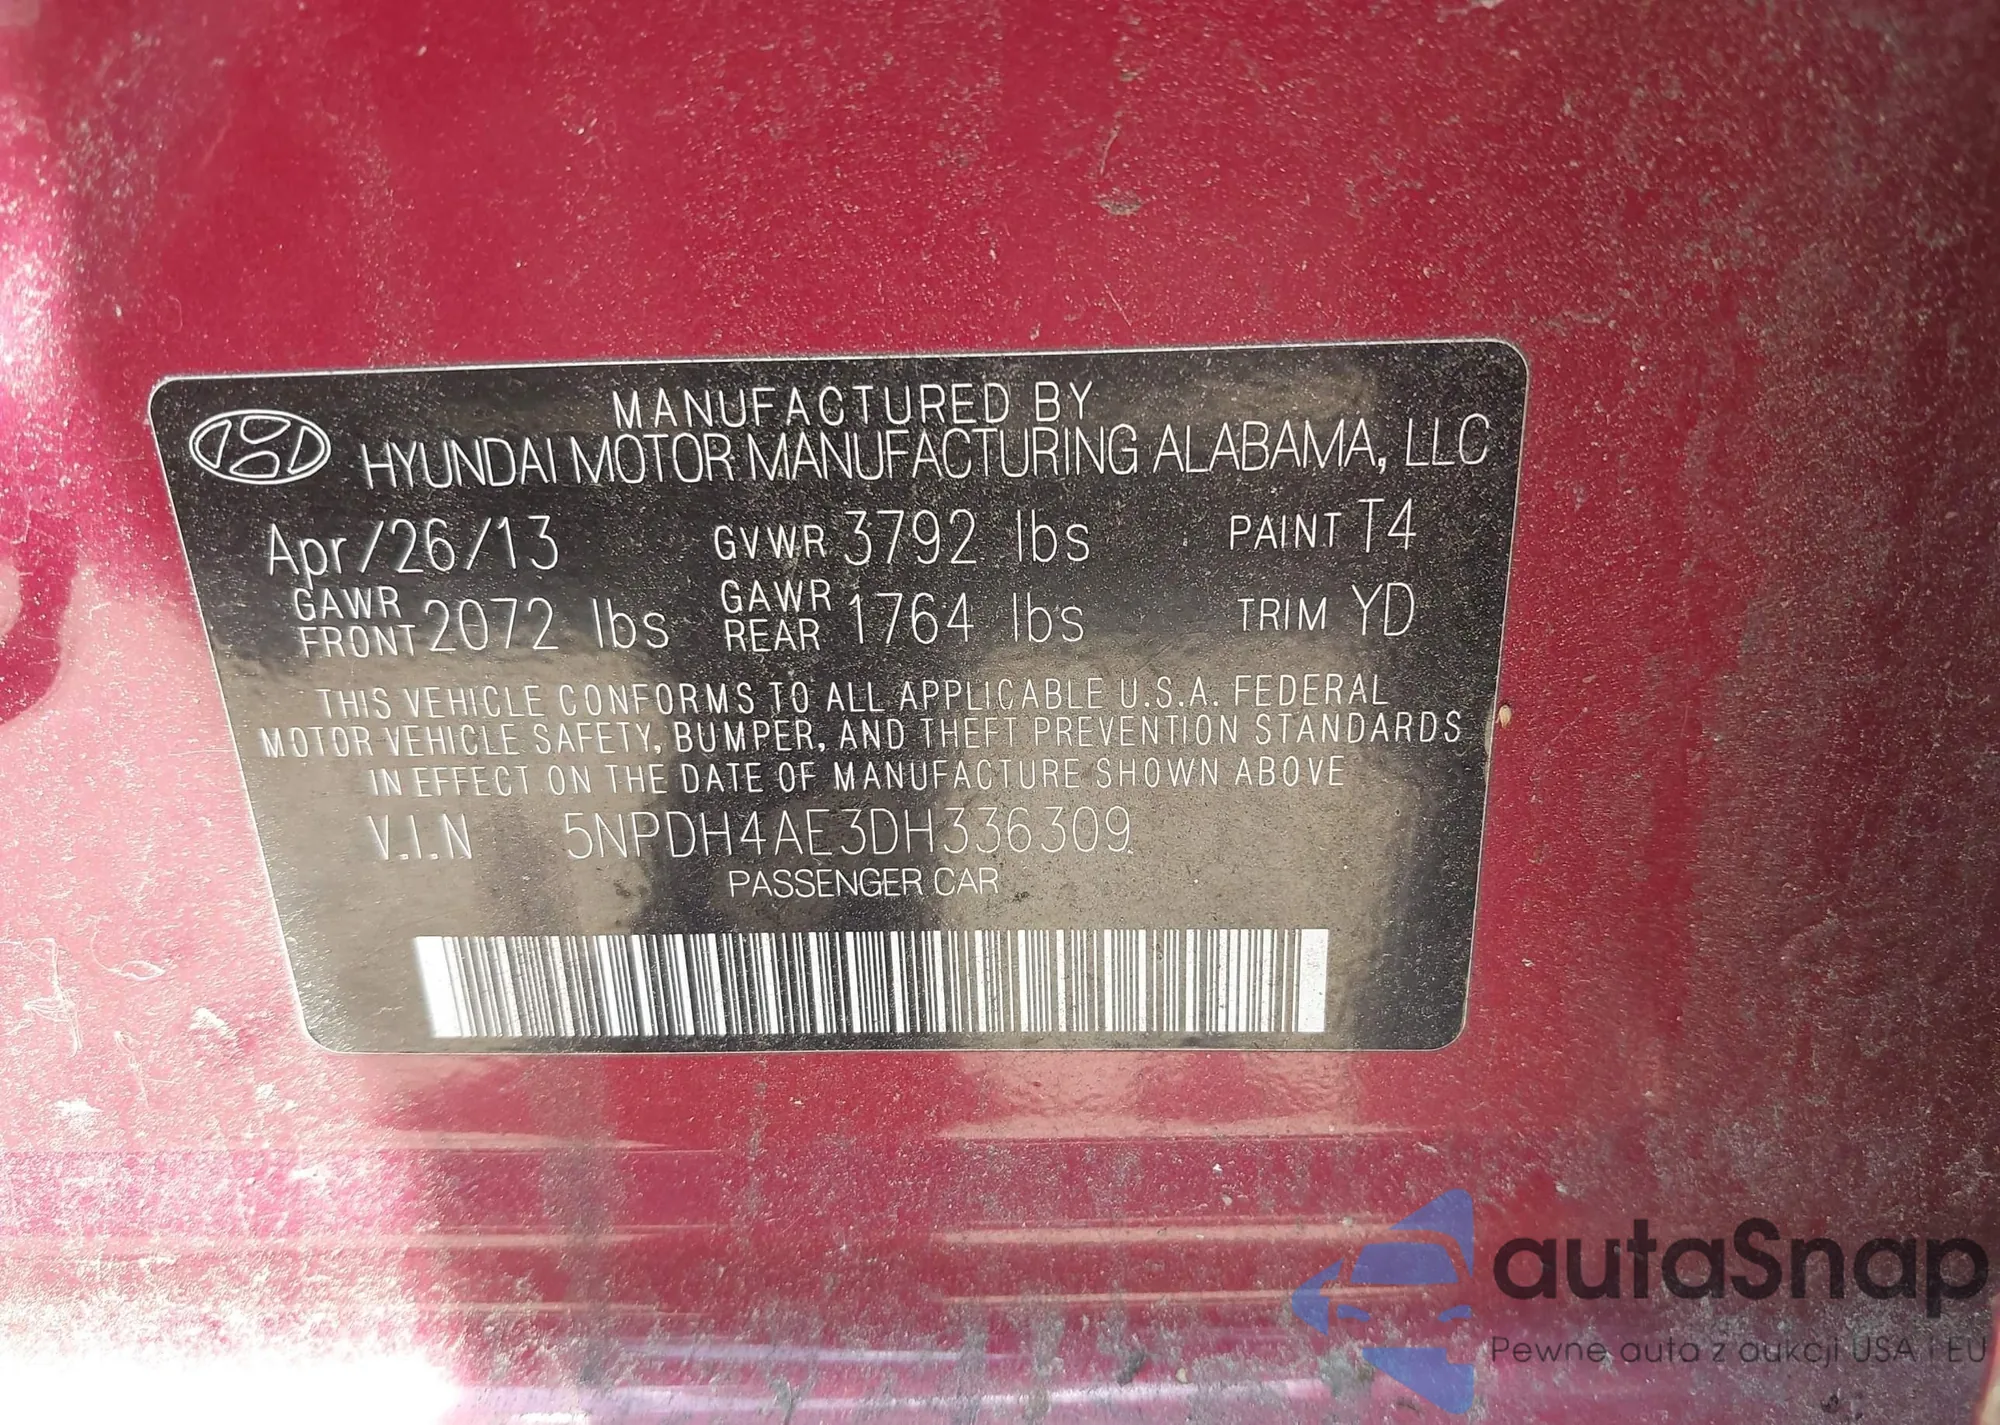 MANUFACTURED BY
HYUNDAI MOTOR MANUFACTURING ALABAMA, LLC
Apr/26/13 GVWR 3792 lbs PAINT T4
GAWR FRONT 2072 lbs GAWR REAR 1764 lbs TRIM YD
THIS VEHICLE CONFORMS TO ALL APPLICABLE U.S.A. FEDERAL
MOTOR VEHICLE SAFETY, BUMPER, AND THEFT PREVENTION STANDARDS
IN EFFECT ON THE DATE OF MANUFACTURE SHOWN ABOVE
V.I.N 5NPDH4AE3DH336309
PASSENGER CAR
autaSnap
Pewne auta z aukcji USA i EU